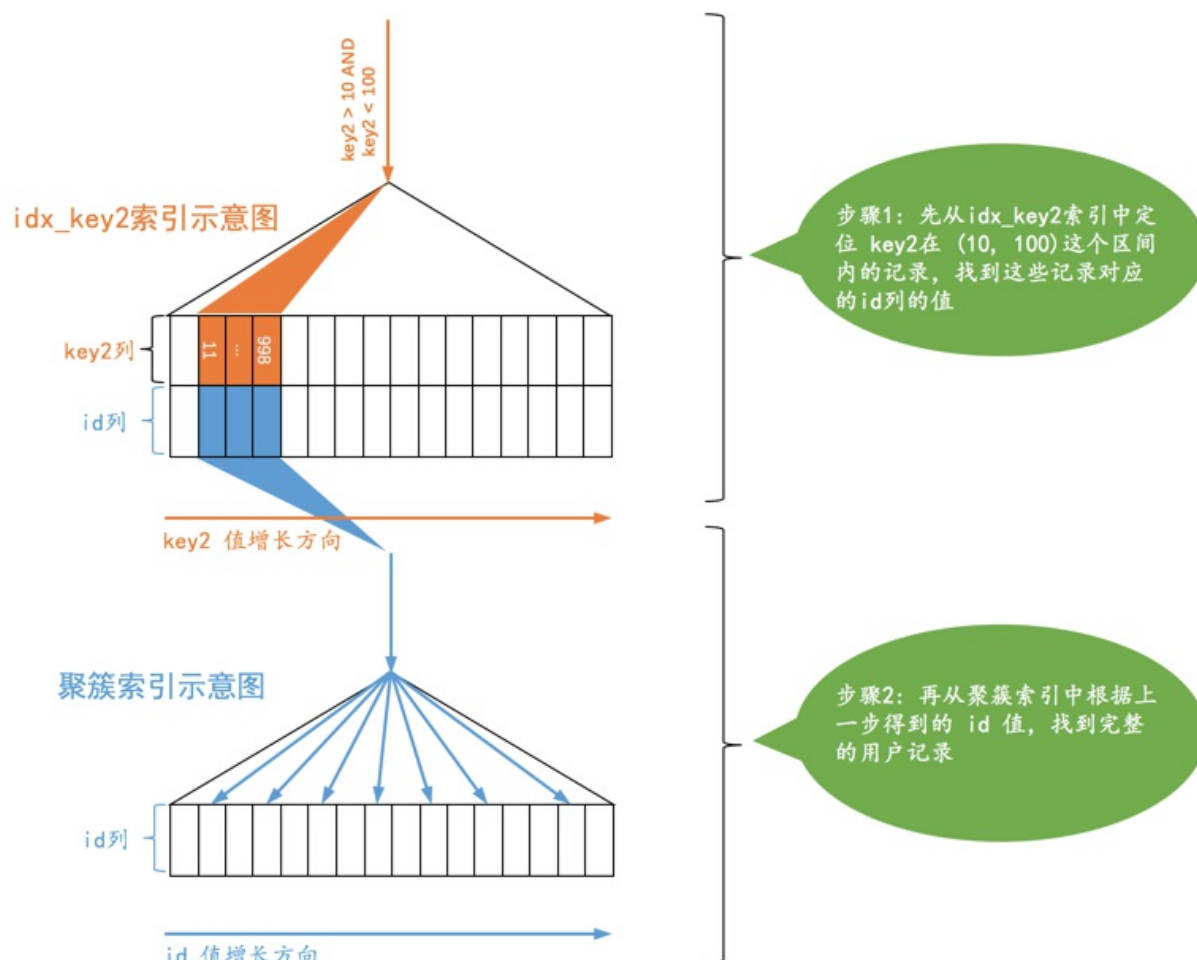 key2 > 10 AND
key2 < 100
idx_key2索引示意图
步骤1: 先从idx_key2索引中定
位 key2在 (10, 100)这个区间
内的记录, 找到这些记录对应
的id列的值
key2列
11
...
998
id列
key2 值增长方向
聚簇索引示意图
步骤2: 再从聚簇索引中根据上
一步得到的 id 值, 找到完整
的用户记录
id列
id 值增长方向